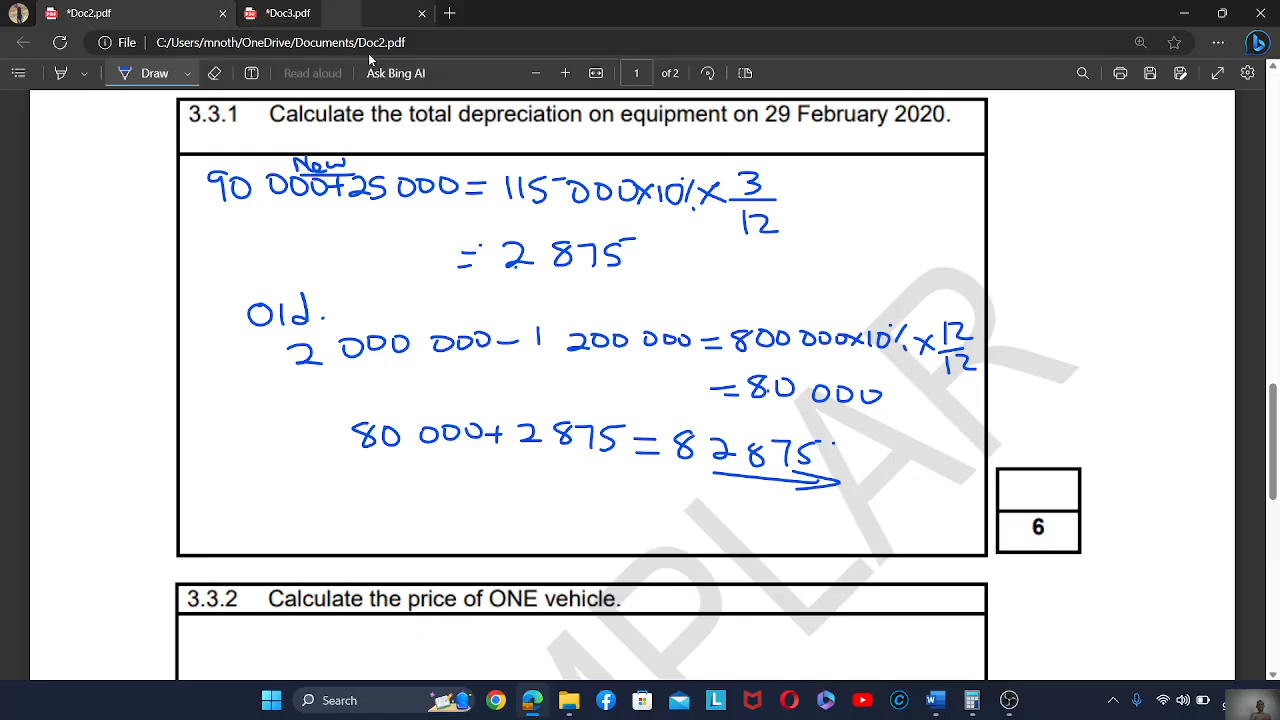 *Doc2.pdf
*Doc3.pdf
File C:/Users/mnoth/OneDrive/Documents/Doc2.pdf
Draw Read aloud Ask Bing AI 1 of 2
3.3.1 Calculate the total depreciation on equipment on 29 February 2020.
New
90 000+25 000 = 115 000x10% x 3/12
= 2 875
Old.
2 000 000 - 1 200 000 = 800 000x10% x 12/12
= 80 000
80 000 + 2 875 = 82875
6
3.3.2 Calculate the price of ONE vehicle.
MPLAR
Search